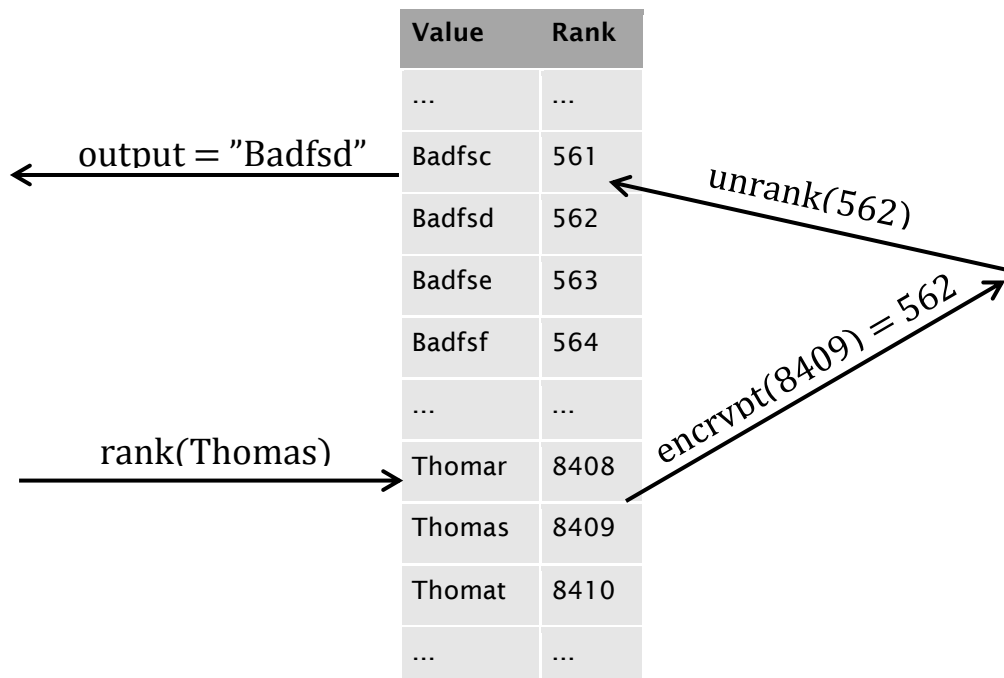 Value Rank
... ...
output = ”Badfsd”
Badfsc 561
unrank(562)
Badfsd 562
Badfse 563
encrypt(8409) = 562
Badfsf 564
... ...
rank(Thomas)
Thomar 8408
Thomas 8409
Thomat 8410
... ...